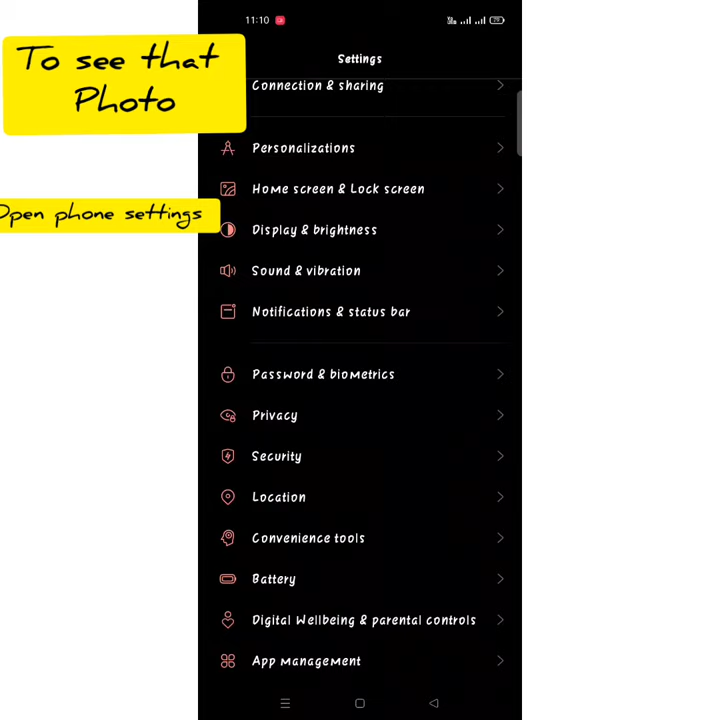 11:10
To see that
Photo
Settings
Connection & sharing
Personalizations
Home screen & Lock screen
Open phone settings
Display & brightness
Sound & vibration
Notifications & status bar
Password & biometrics
Privacy
Security
Location
Convenience tools
Battery
Digital Wellbeing & parental controls
App management